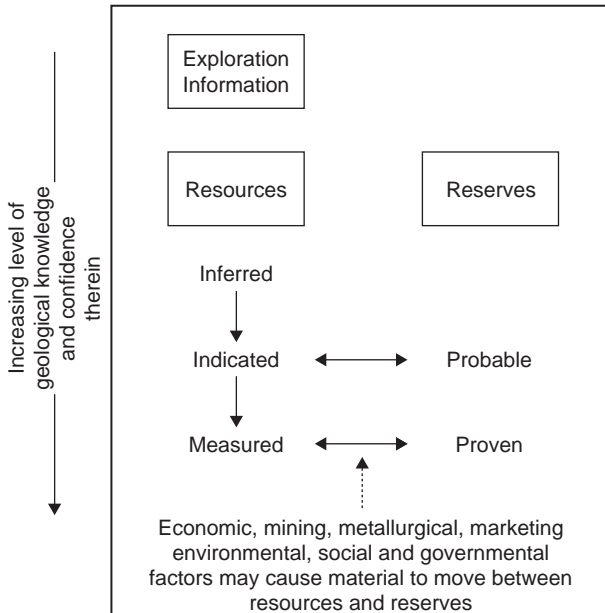 Increasing level of
geological knowledge
and confidence
therein
Exploration
Information
Resources
Reserves
Inferred
Indicated
Probable
Measured
Proven
Economic, mining, metallurgical, marketing
environmental, social and governmental
factors may cause material to move between
resources and reserves